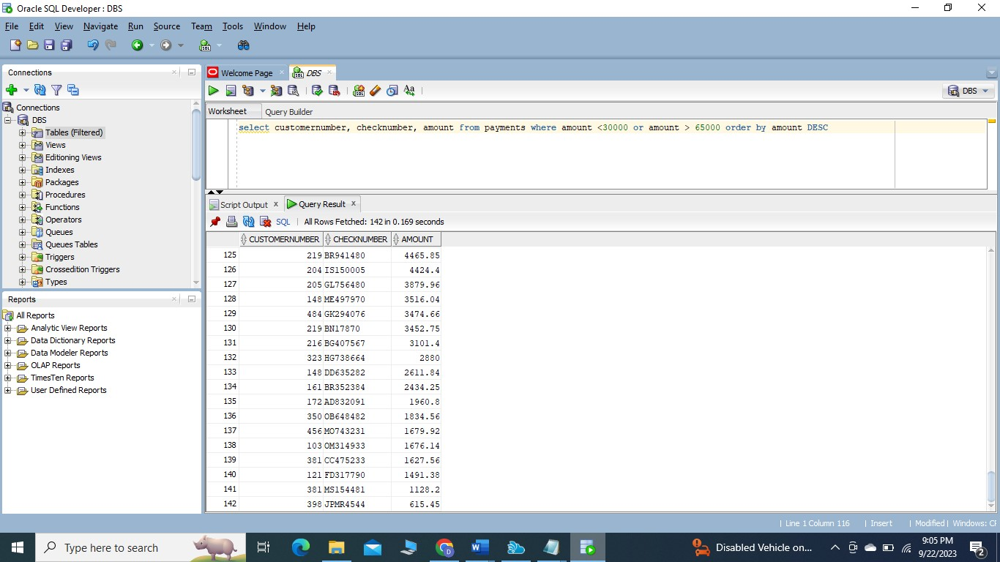 Oracle SQL Developer : DBS
File Edit View Navigate Run Source Team Tools Window Help
Connections
Connections
DBS
Tables (Filtered)
Views
Editioning Views
Indexes
Packages
Procedures
Functions
Operators
Queues
Queues Tables
Triggers
Crossedition Triggers
Types
Reports
All Reports
Analytic View Reports
Data Dictionary Reports
Data Modeler Reports
OLAP Reports
TimesTen Reports
User Defined Reports
Welcome Page DBS
DBS
Worksheet Query Builder
select customernumber, checknumber, amount from payments where amount <30000 or amount > 65000 order by amount DESC
Script Output Query Result
SQL | All Rows Fetched: 142 in 0.169 seconds
CUSTOMERNUMBER CHECKNUMBER AMOUNT
125 219 BR941480 4465.85
126 204 IS150005 4424.4
127 205 GL756480 3879.96
128 148 ME497970 3516.04
129 484 GK294076 3474.66
130 219 BN17870 3452.75
131 216 BG407567 3101.4
132 323 HG738664 2880
133 148 DD635282 2611.84
134 161 BR352384 2434.25
135 172 AD832091 1960.8
136 350 OB648482 1834.56
137 456 MO743231 1679.92
138 103 OM314933 1676.14
139 381 CC475233 1627.56
140 121 FD317790 1491.38
141 381 MS154481 1128.2
142 398 JPMR4544 615.45
| Line 1 Column 116 | Insert | Modified | Windows: CF
Type here to search
Disabled Vehicle on...
9:05 PM
9/22/2023
2